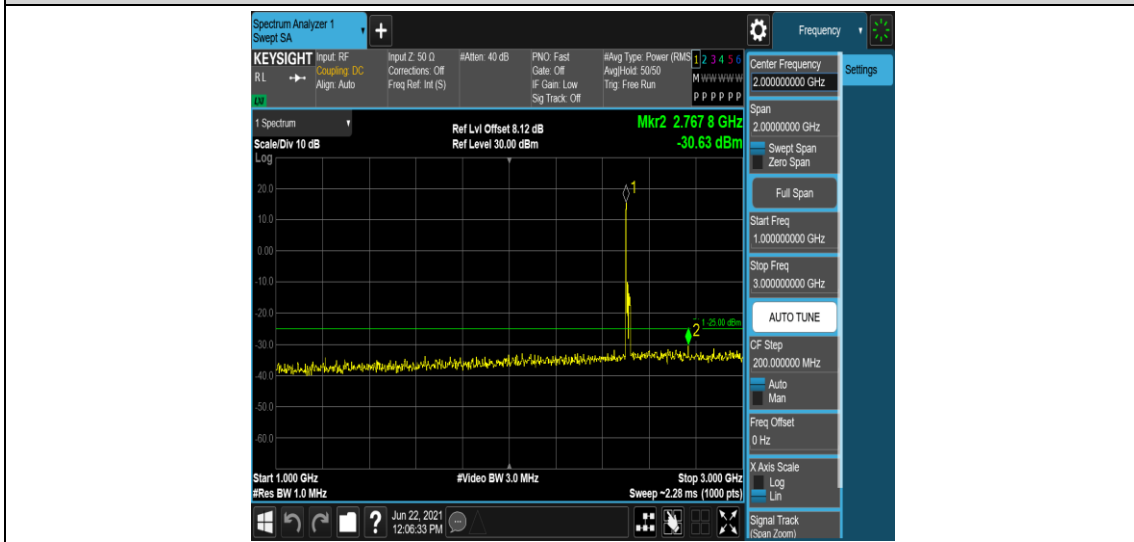 Spectrum Analyzer 1
Swept SA
+
Frequency
KEYSIGHT
RL
LXI
Input: RF
Coupling: DC
Align: Auto
Input Z: 50 Ω
Corrections: Off
Freq Ref: Int (S)
#Atten: 40 dB
PNO: Fast
Gate: Off
IF Gain: Low
Sig Track: Off
#Avg Type: Power (RMS
Avg|Hold: 50/50
Trig: Free Run
1 2 3 4 5 6
M W W W W W
P P P P P P
Center Frequency
2.000000000 GHz
Settings
1 Spectrum
Scale/Div 10 dB
Ref Lvl Offset 8.12 dB
Ref Level 30.00 dBm
Mkr2 2.767 8 GHz
-30.63 dBm
Span
2.00000000 GHz
Swept Span
Zero Span
Full Span
Start Freq
1.000000000 GHz
Stop Freq
3.000000000 GHz
AUTO TUNE
CF Step
200.000000 MHz
Auto
Man
Freq Offset
0 Hz
X Axis Scale
Log
Lin
Signal Track
(Span Zoom)
Log
20.0
10.0
0.00
-10.0
-20.0
-30.0
-40.0
-50.0
-60.0
1
2
1 -25.00 dBm
Start 1.000 GHz
#Res BW 1.0 MHz
#Video BW 3.0 MHz
Stop 3.000 GHz
Sweep ~2.28 ms (1000 pts)
?
Jun 22, 2021
12:06:33 PM